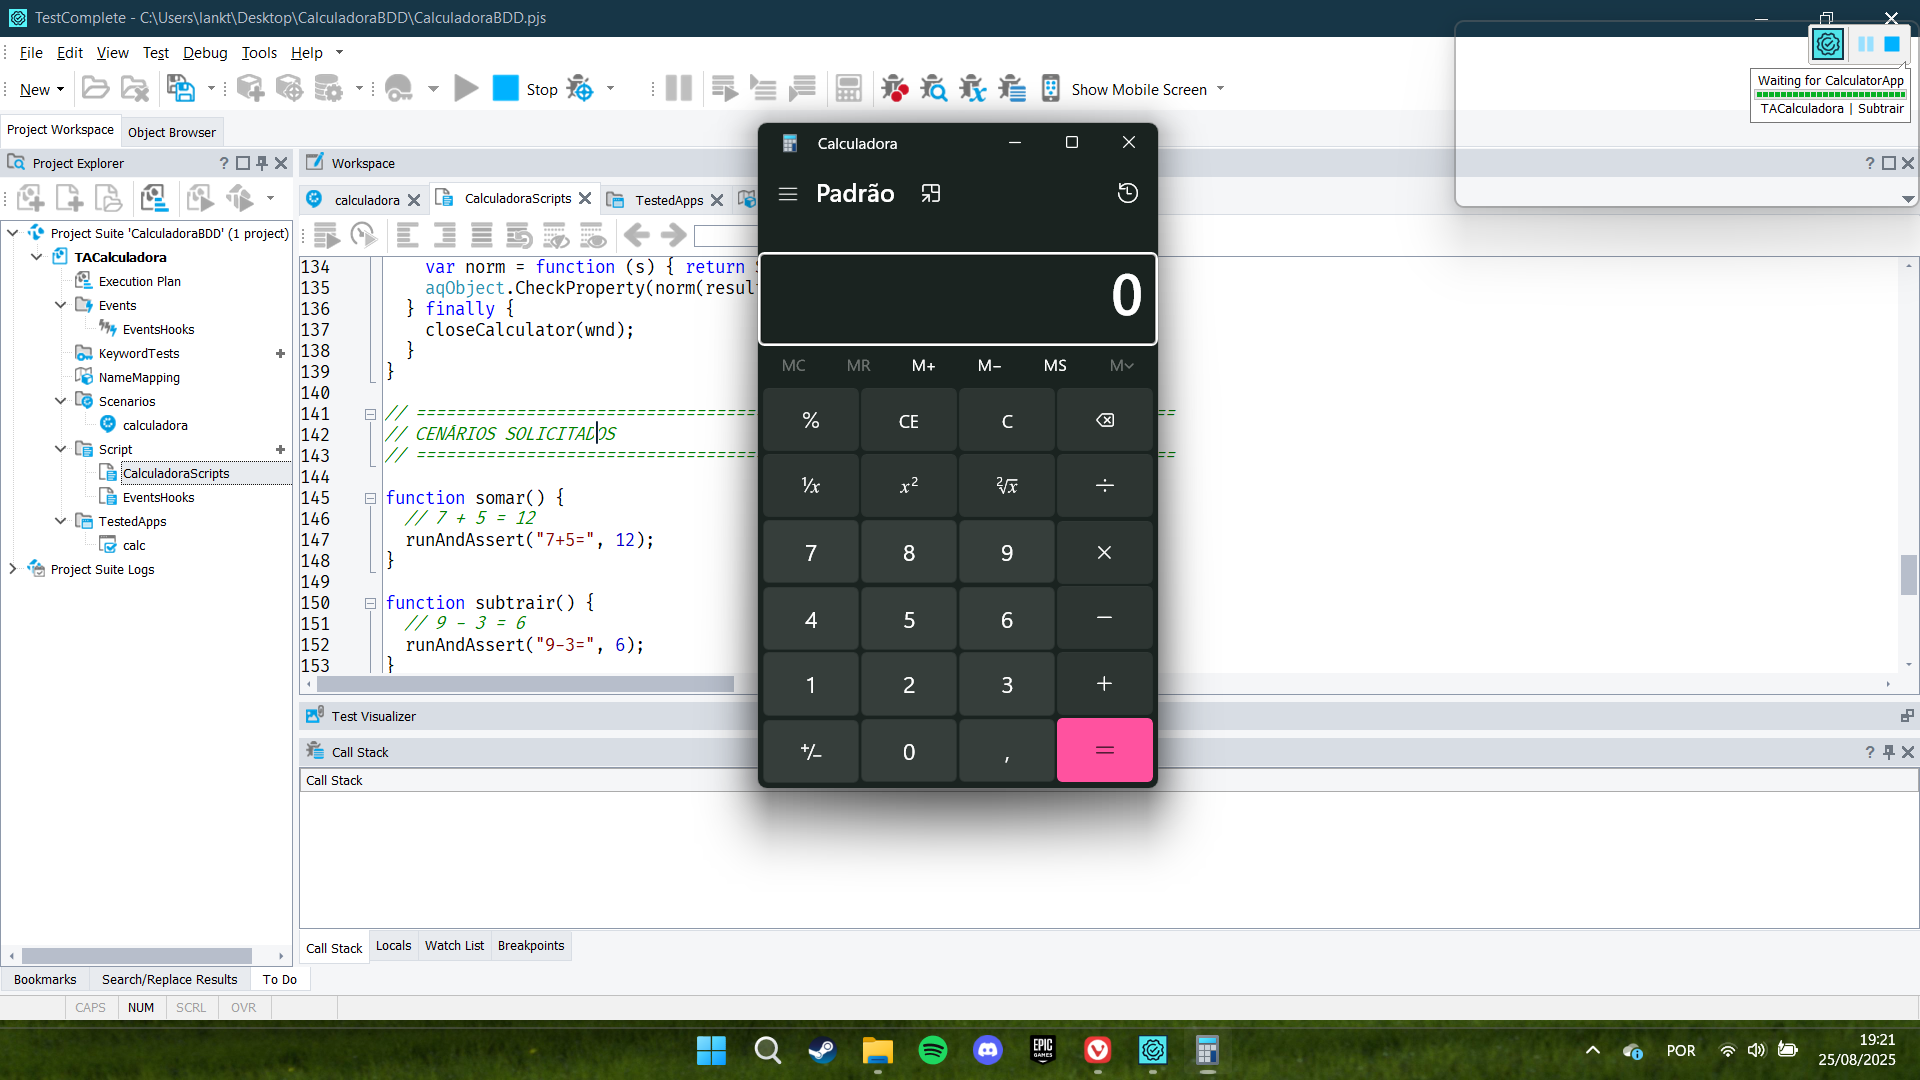 TestComplete - C:\Users\lankt\Desktop\CalculadoraBDD\CalculadoraBDD.pjs
File Edit View Test Debug Tools Help
New Stop Show Mobile Screen
Waiting for CalculatorApp
TACalculadora | Subtrair
Project Workspace Object Browser
Project Explorer
Workspace
calculadora CalculadoraScripts TestedApps
Project Suite 'CalculadoraBDD' (1 project)
TACalculadora
Execution Plan
Events
EventsHooks
KeywordTests
NameMapping
Scenarios
calculadora
Script
CalculadoraScripts
EventsHooks
TestedApps
calc
Project Suite Logs
134 var norm = function (s) { return
135 aqObject.CheckProperty(norm(resul
136 } finally {
137 closeCalculator(wnd);
138 }
139 }
140
141 // ==================================== ==
142 // CENÁRIOS SOLICITADOS
143 // ==================================== ==
144
145 function somar() {
146 // 7 + 5 = 12
147 runAndAssert("7+5=", 12);
148 }
149
150 function subtrair() {
151 // 9 - 3 = 6
152 runAndAssert("9-3=", 6);
153 }
Calculadora
Padrão
0
MC MR M+ M− MS M
% CE C
⅟x x² ²√x ÷
7 8 9 ×
4 5 6 −
1 2 3 +
+/− 0 , =
Test Visualizer
Call Stack
Call Stack
Call Stack Locals Watch List Breakpoints
Bookmarks Search/Replace Results To Do
CAPS NUM SCRL OVR
EPIC GAMES
POR
19:21
25/08/2025